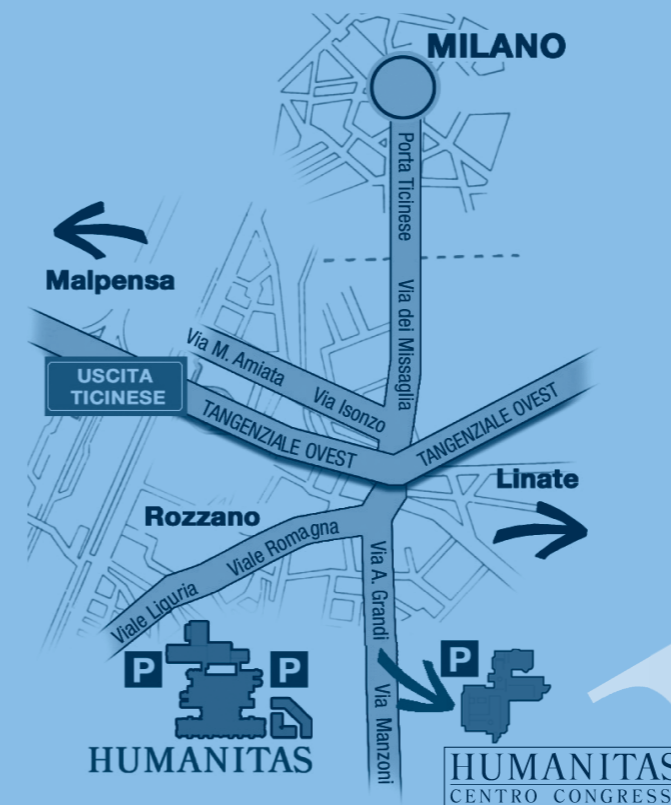 MILANO
Porta Ticinese
Malpensa
Via dei Missaglia
Via M. Amiata
Via Isonzo
USCITA
TICINESE
TANGENZIALE OVEST
TANGENZIALE OVEST
Linate
Rozzano
Viale Romagna
Viale Liguria
Via A. Grandi
P
P
P
Via Manzoni
HUMANITAS
HUMANITAS
CENTRO CONGRESS